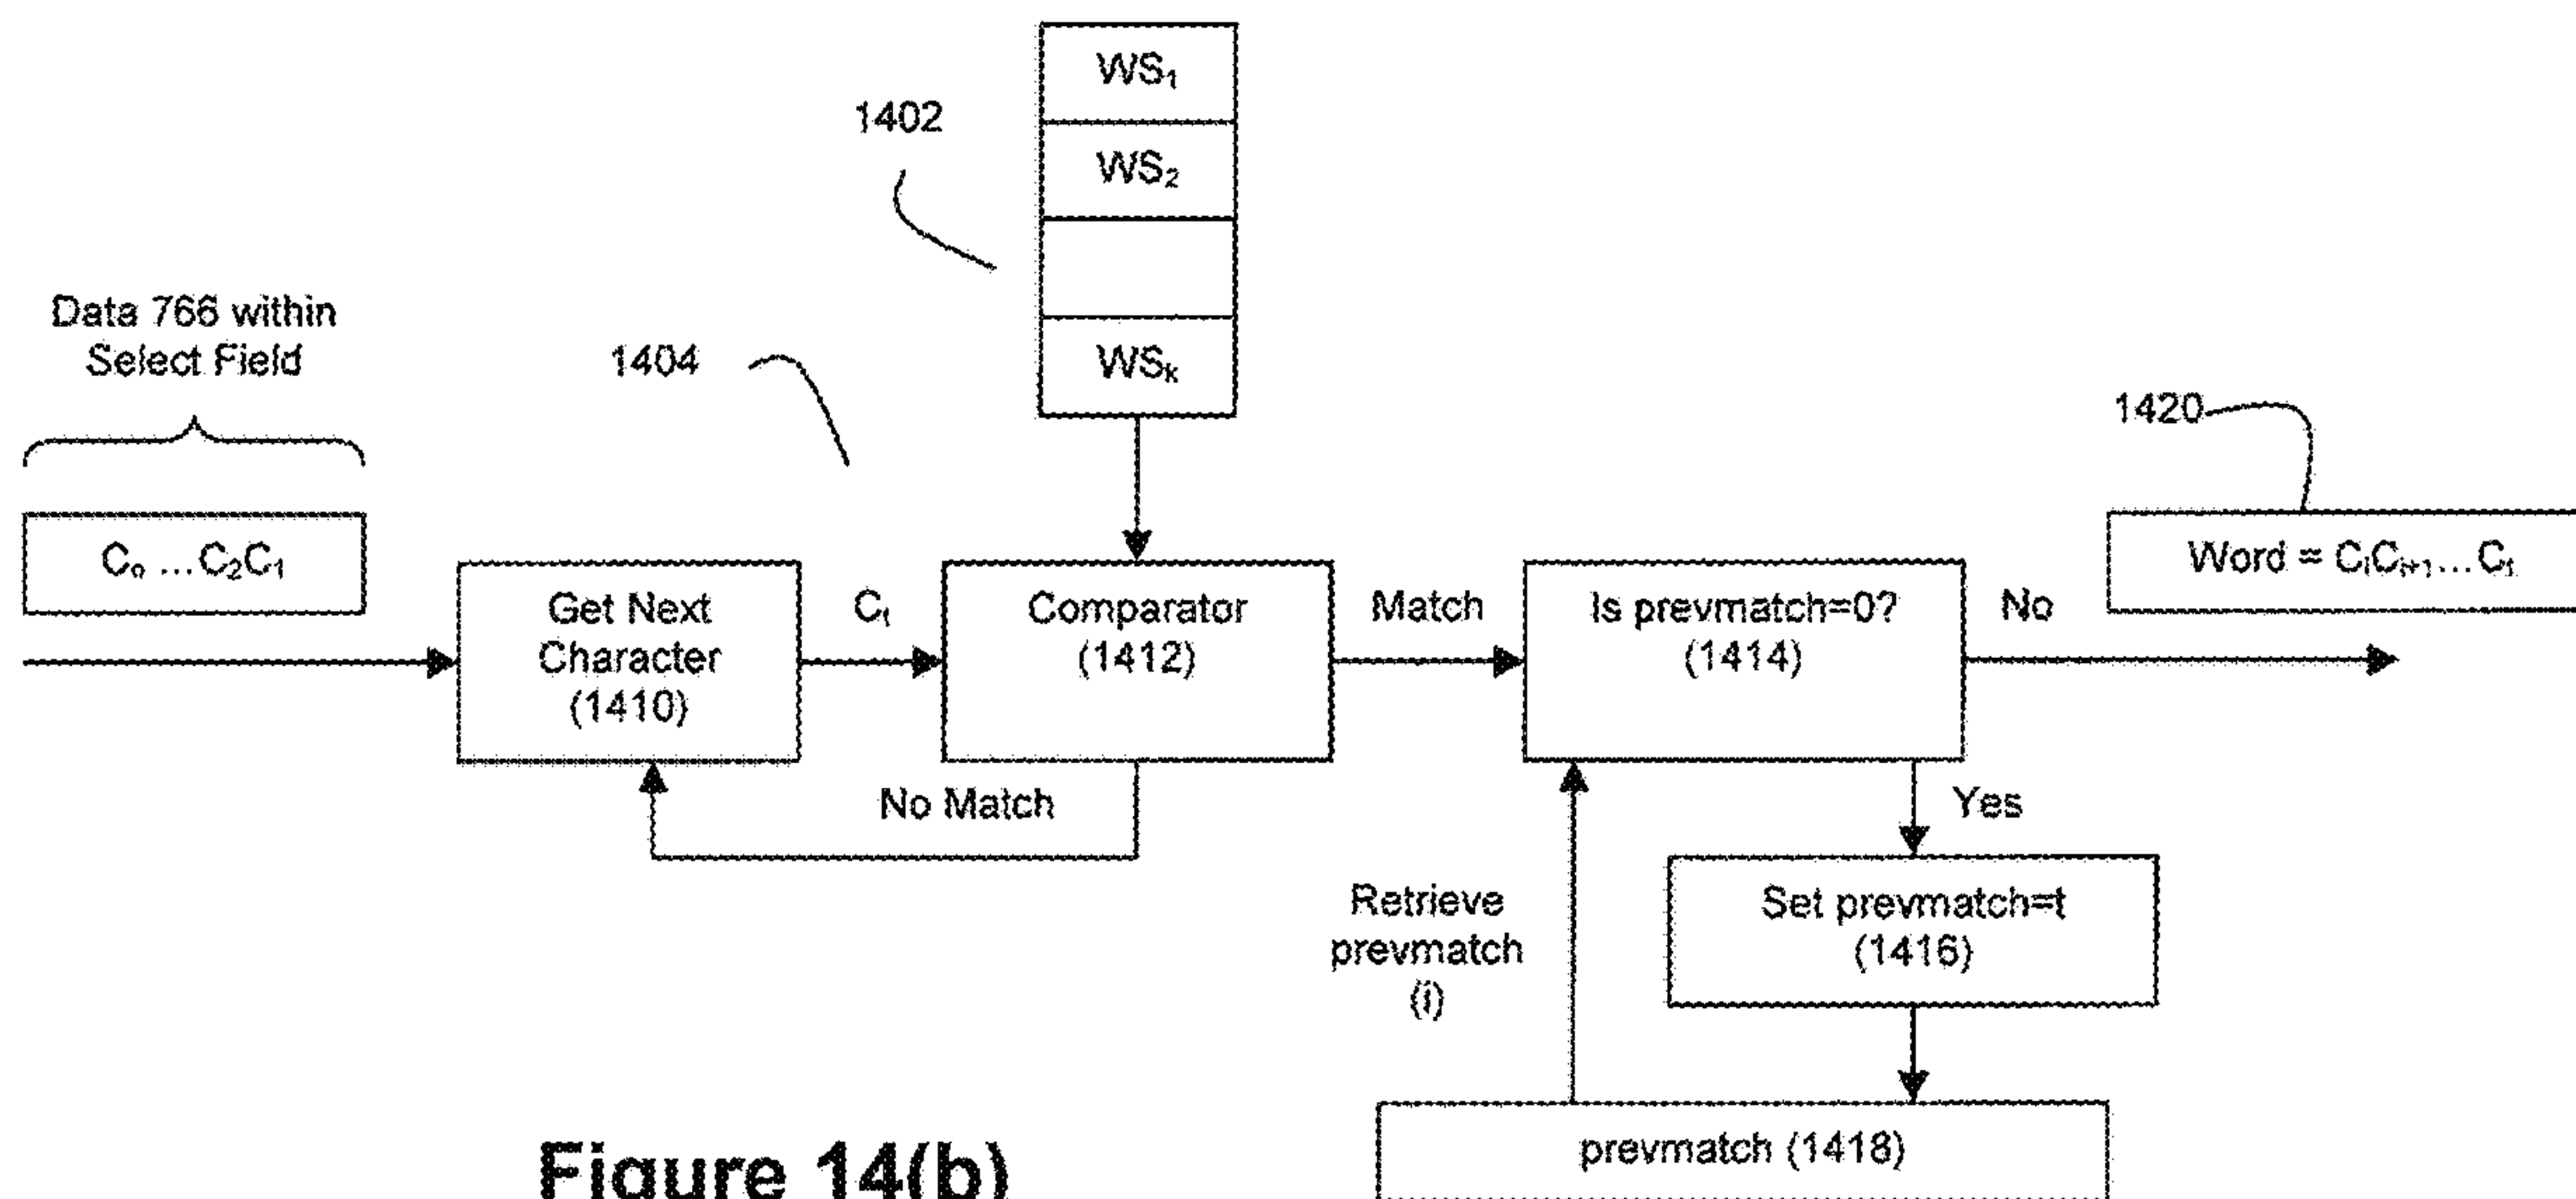 WS₁
1402
WS₂
Data 766 within
Select Field
1404
WSₖ
1420
Cₒ ...C₂C₁
Word = CᵢCᵢ₊₁...Cₜ
Get Next
Character
(1410)
Cₜ
Comparator
(1412)
Match
Is prevmatch=0?
(1414)
No
No Match
Yes
Retrieve
prevmatch
(i)
Set prevmatch=t
(1416)
prevmatch (1418)
Figure 14(b)